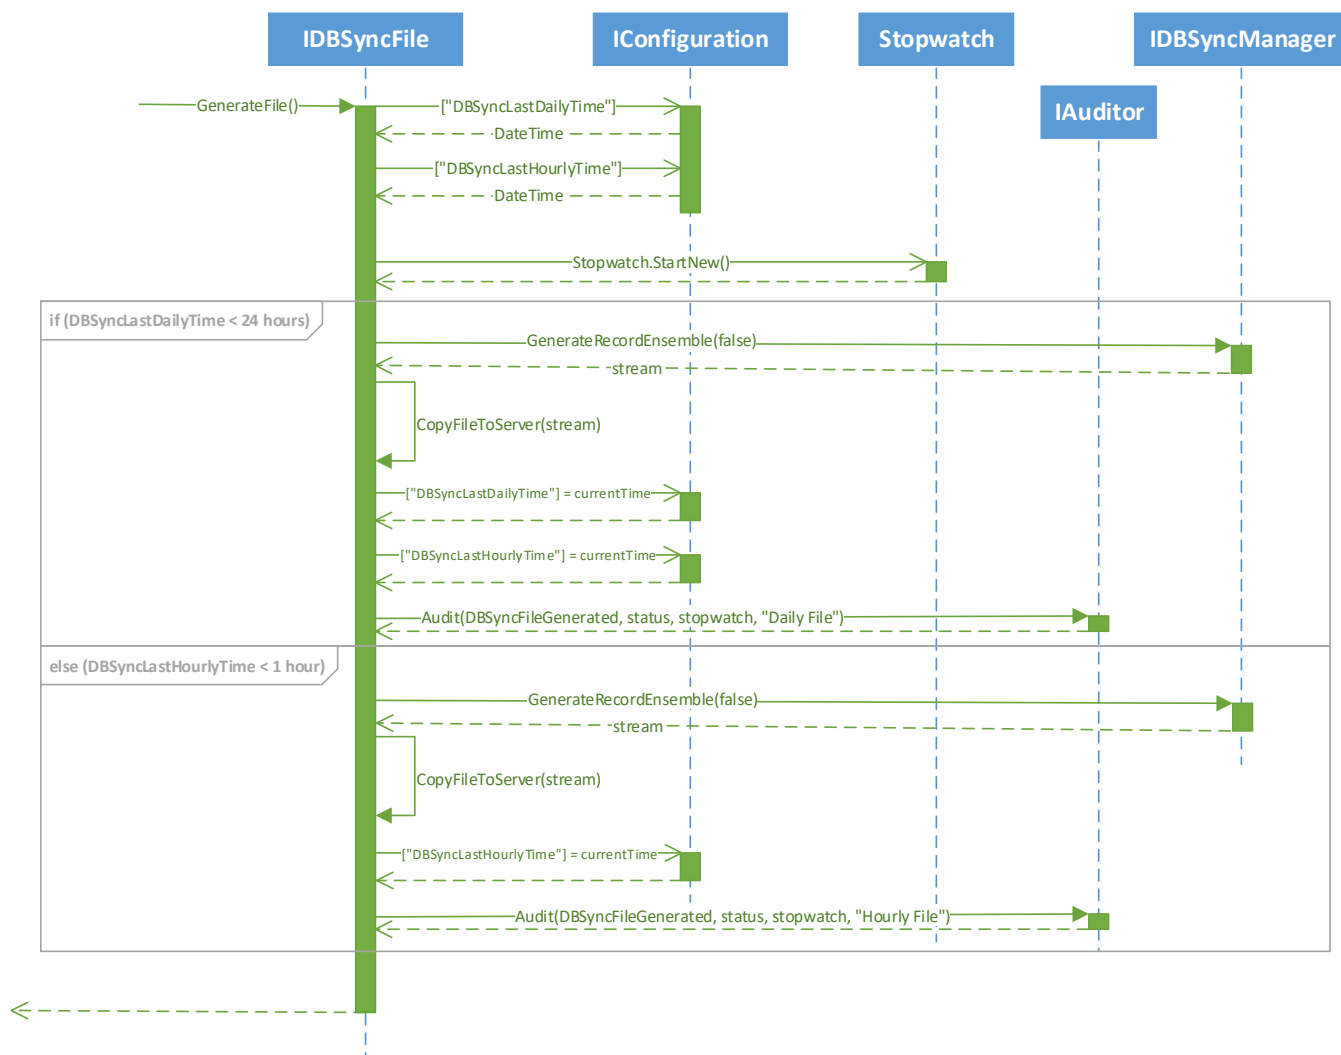 IDBSyncFile
IConfiguration
Stopwatch
IDBSyncManager
IAuditor
GenerateFile()
["DBSyncLastDailyTime"]
DateTime
["DBSyncLastHourlyTime"]
DateTime
Stopwatch.StartNew()
if (DBSyncLastDailyTime < 24 hours)
GenerateRecordEnsemble(false)
stream
CopyFileToServer(stream)
["DBSyncLastDailyTime"] = currentTime
["DBSyncLastHourlyTime"] = currentTime
Audit(DBSyncFileGenerated, status, stopwatch, "Daily File")
else (DBSyncLastHourlyTime < 1 hour)
GenerateRecordEnsemble(false)
stream
CopyFileToServer(stream)
["DBSyncLastHourlyTime"] = currentTime
Audit(DBSyncFileGenerated, status, stopwatch, "Hourly File")